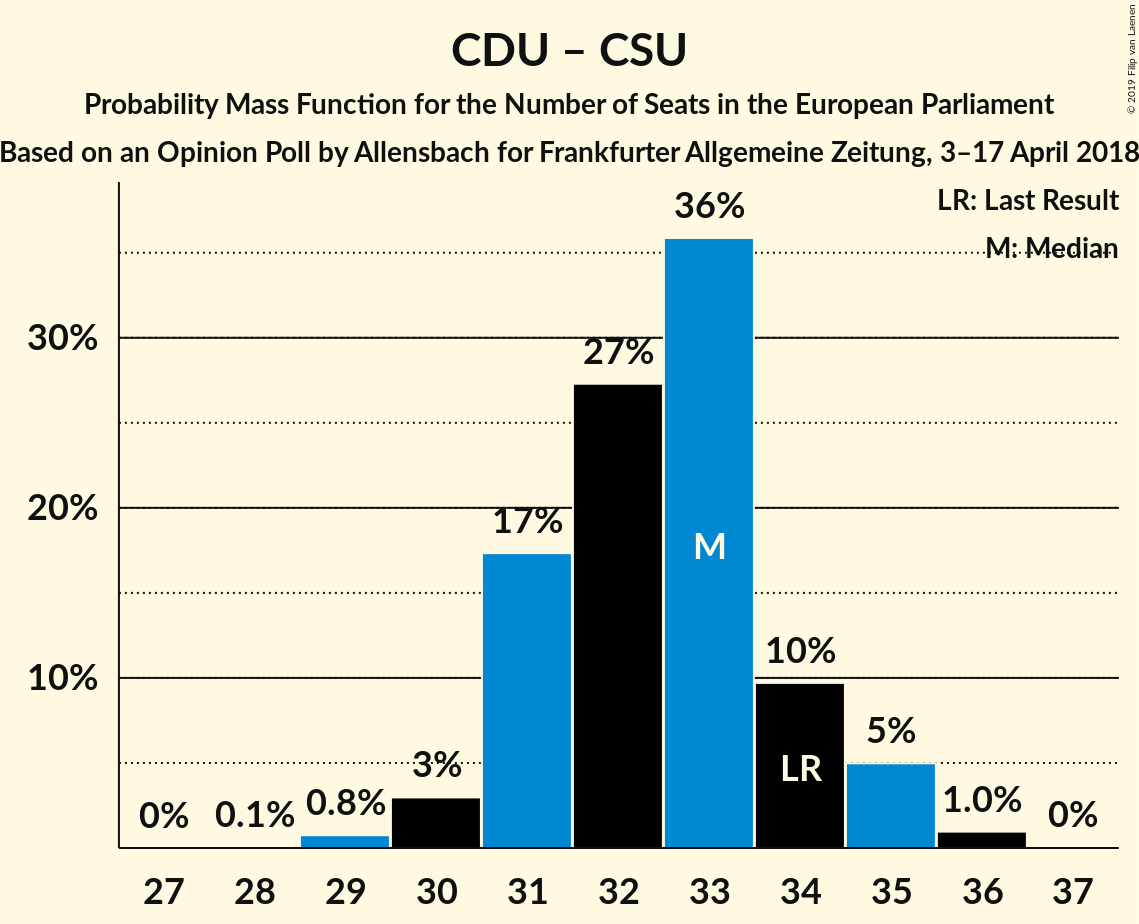 CDU – CSU
Probability Mass Function for the Number of Seats in the European Parliament
Based on an Opinion Poll by Allensbach for Frankfurter Allgemeine Zeitung, 3–17 April 2018
© 2019 Filip van Laenen
LR: Last Result
M: Median
30%
20%
10%
0%
0.1%
0.8%
3%
17%
27%
36%
M
10%
LR
5%
1.0%
0%
27 28 29 30 31 32 33 34 35 36 37